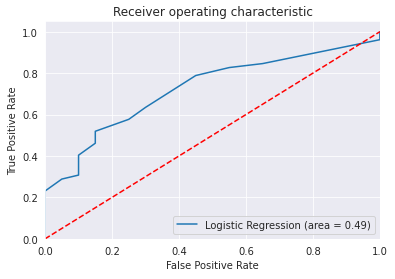 Receiver operating characteristic
True Positive Rate
1.0
0.8
0.6
0.4
0.2
0.0
0.0 0.2 0.4 0.6 0.8 1.0
False Positive Rate
Logistic Regression (area = 0.49)